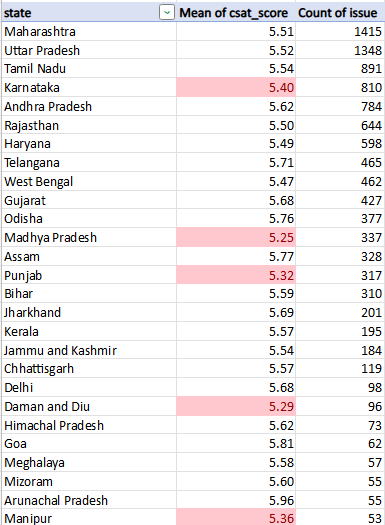 state Mean of csat_score Count of issue
Maharashtra 5.51 1415
Uttar Pradesh 5.52 1348
Tamil Nadu 5.54 891
Karnataka 5.40 810
Andhra Pradesh 5.62 784
Rajasthan 5.50 644
Haryana 5.49 598
Telangana 5.71 465
West Bengal 5.47 462
Gujarat 5.68 427
Odisha 5.76 377
Madhya Pradesh 5.25 337
Assam 5.77 328
Punjab 5.32 317
Bihar 5.59 310
Jharkhand 5.69 201
Kerala 5.57 195
Jammu and Kashmir 5.54 184
Chhattisgarh 5.57 119
Delhi 5.68 98
Daman and Diu 5.29 96
Himachal Pradesh 5.62 73
Goa 5.81 62
Meghalaya 5.58 57
Mizoram 5.60 55
Arunachal Pradesh 5.96 55
Manipur 5.36 53